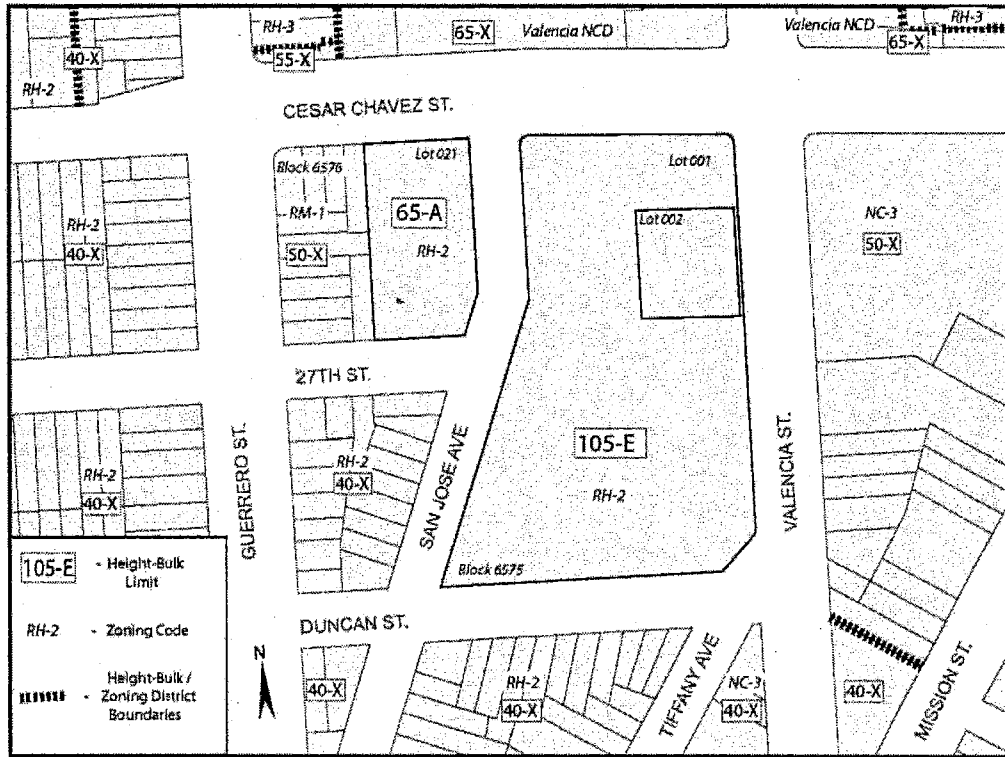 RH-3
65-X
Valencia NCD
Valencia NCD
RH-3
40-X
55-X
65-X
RH-2
CESAR CHAVEZ ST.
Block 6576
Lot 021
Lot 001
RM-1
65-A
Lot 002
NC-3
RH-2
40-X
50-X
RH-2
50-X
27TH ST.
RH-2
40-X
RH-2
40-X
105-E
RH-2
GUERRERO ST.
SAN JOSE AVE
VALENCIA ST.
Block 6575
105-E
- Height-Bulk
Limit
RH-2
- Zoning Code
Height-Bulk /
- Zoning District
Boundaries
N
DUNCAN ST.
40-X
RH-2
40-X
TIFFANY AVE
NC-3
40-X
40-X
MISSION ST.